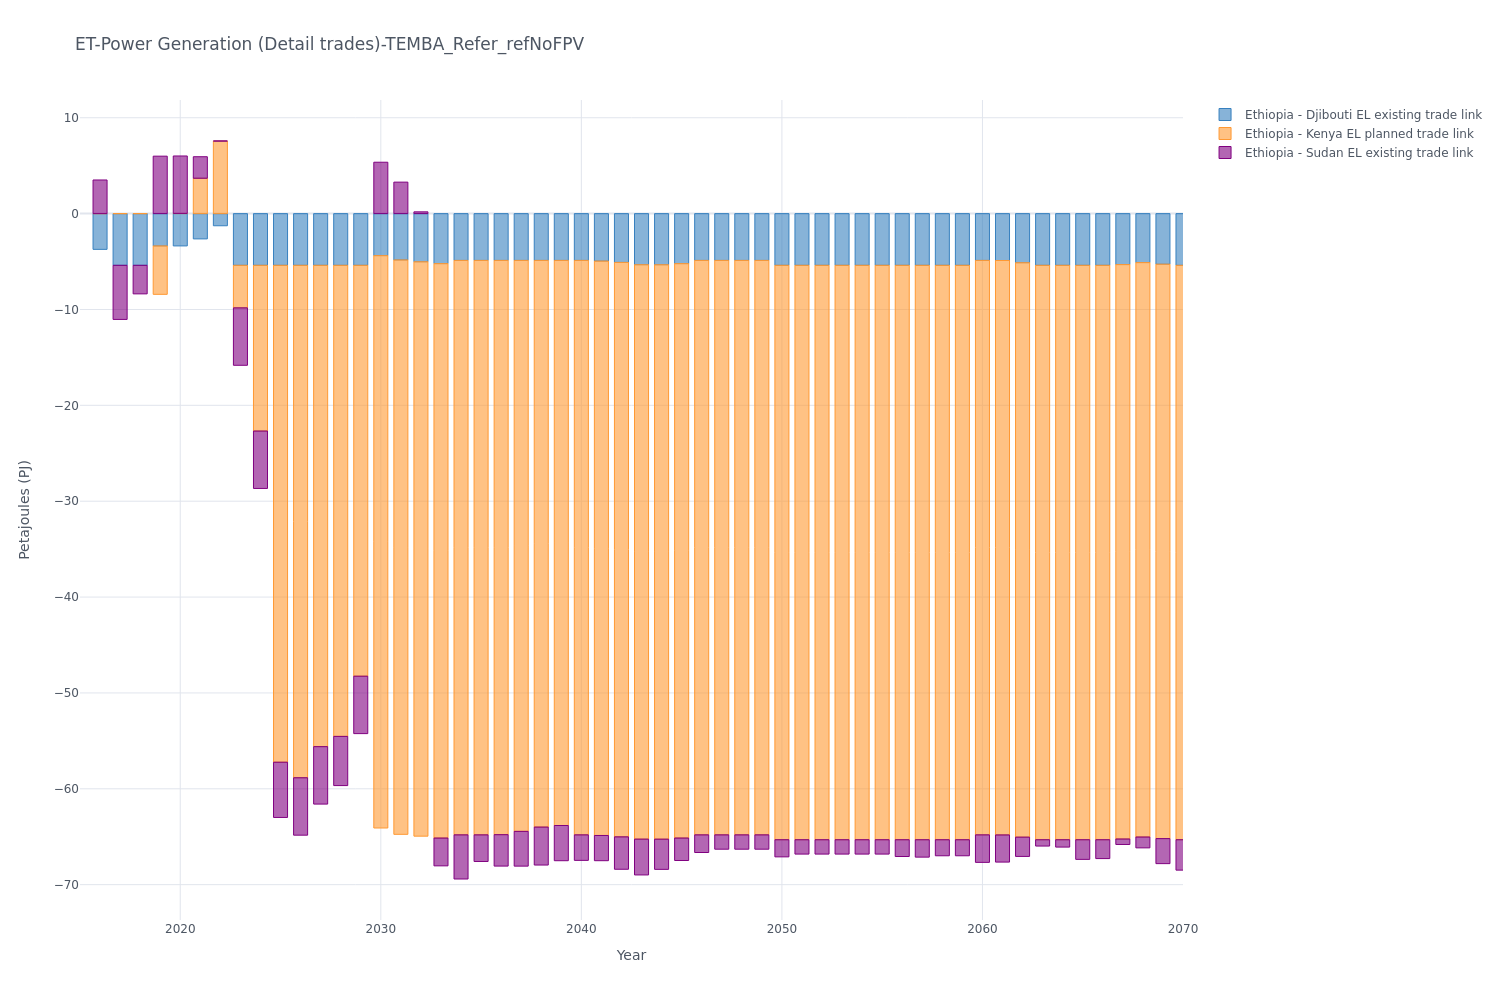 ET-Power Generation (Detail trades)-TEMBA_Refer_refNoFPV
Ethiopia - Djibouti EL existing trade link
Ethiopia - Kenya EL planned trade link
Ethiopia - Sudan EL existing trade link
10
0
−10
−20
−30
−40
−50
−60
−70
Petajoules (PJ)
2020
2030
2040
2050
2060
2070
Year